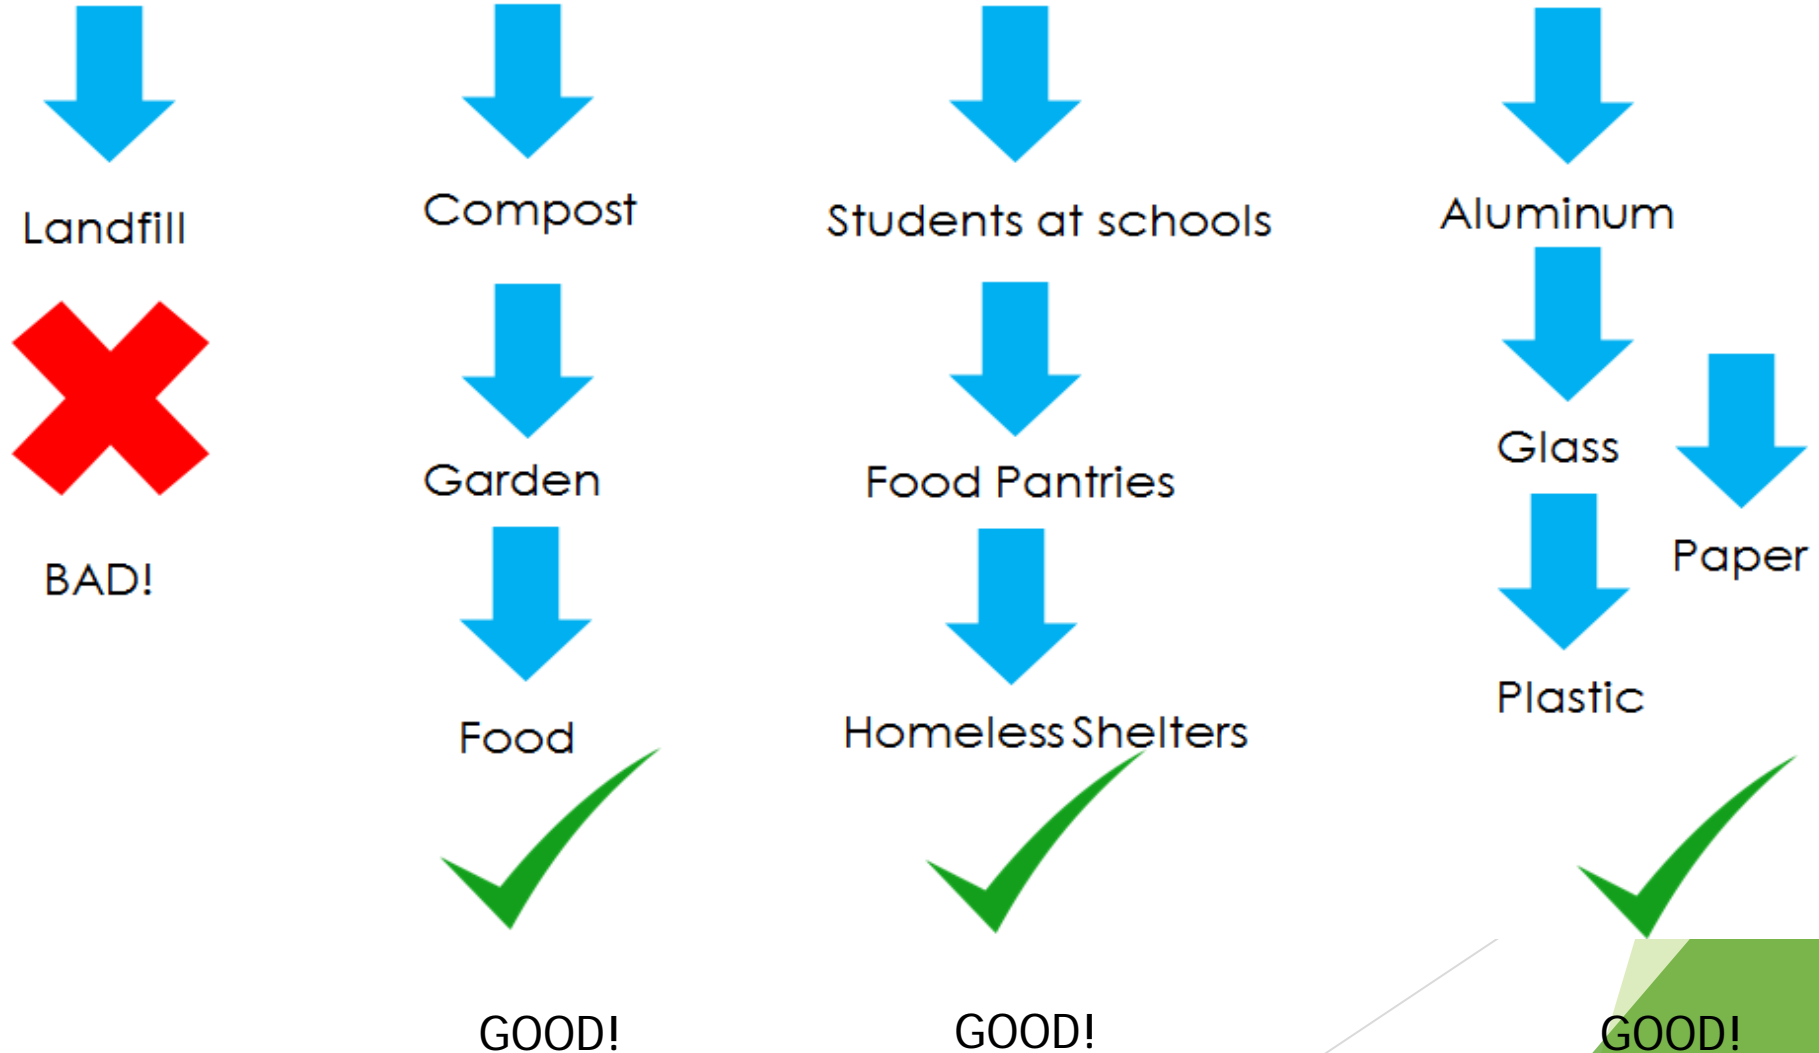 Landfill
BAD!
Compost
Garden
Food
GOOD!
Students at schools
Food Pantries
Homeless Shelters
GOOD!
Aluminum
Glass
Paper
Plastic
GOOD!